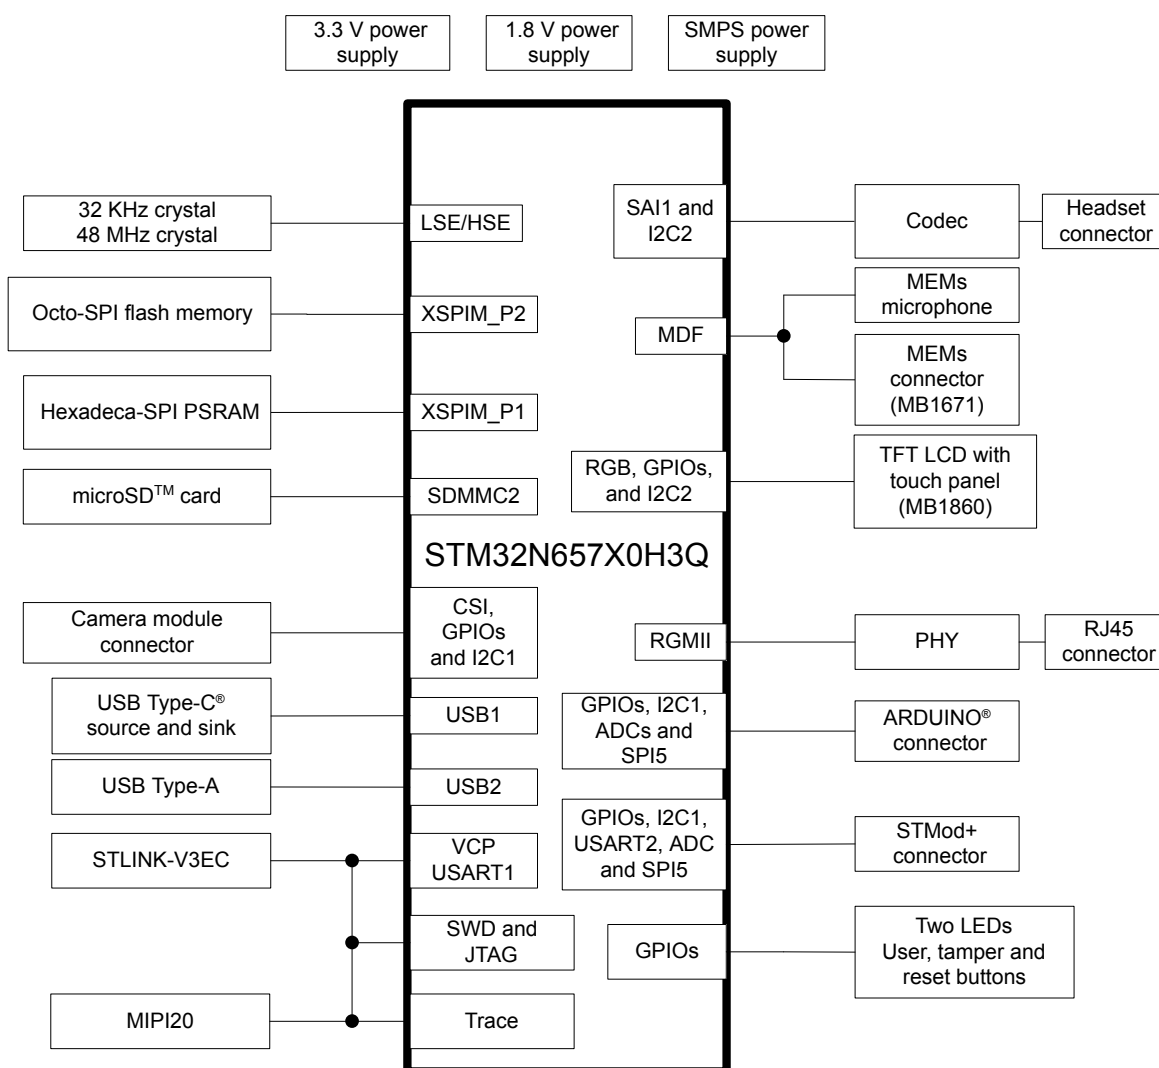 3.3 V power
supply
1.8 V power
supply
SMPS power
supply
32 KHz crystal
48 MHz crystal
LSE/HSE
Octo-SPI flash memory
XSPIM_P2
Hexadeca-SPI PSRAM
XSPIM_P1
microSD™ card
SDMMC2
STM32N657X0H3Q
Camera module
connector
CSI,
GPIOs
and I2C1
USB Type-C®
source and sink
USB1
USB Type-A
USB2
STLINK-V3EC
VCP
USART1
SWD and
JTAG
MIPI20
Trace
SAI1 and
I2C2
Codec
Headset
connector
MDF
MEMs
microphone
MEMs
connector
(MB1671)
RGB, GPIOs,
and I2C2
TFT LCD with
touch panel
(MB1860)
RGMII
PHY
RJ45
connector
GPIOs, I2C1,
ADCs and
SPI5
ARDUINO®
connector
GPIOs, I2C1,
USART2, ADC
and SPI5
STMod+
connector
GPIOs
Two LEDs
User, tamper and
reset buttons